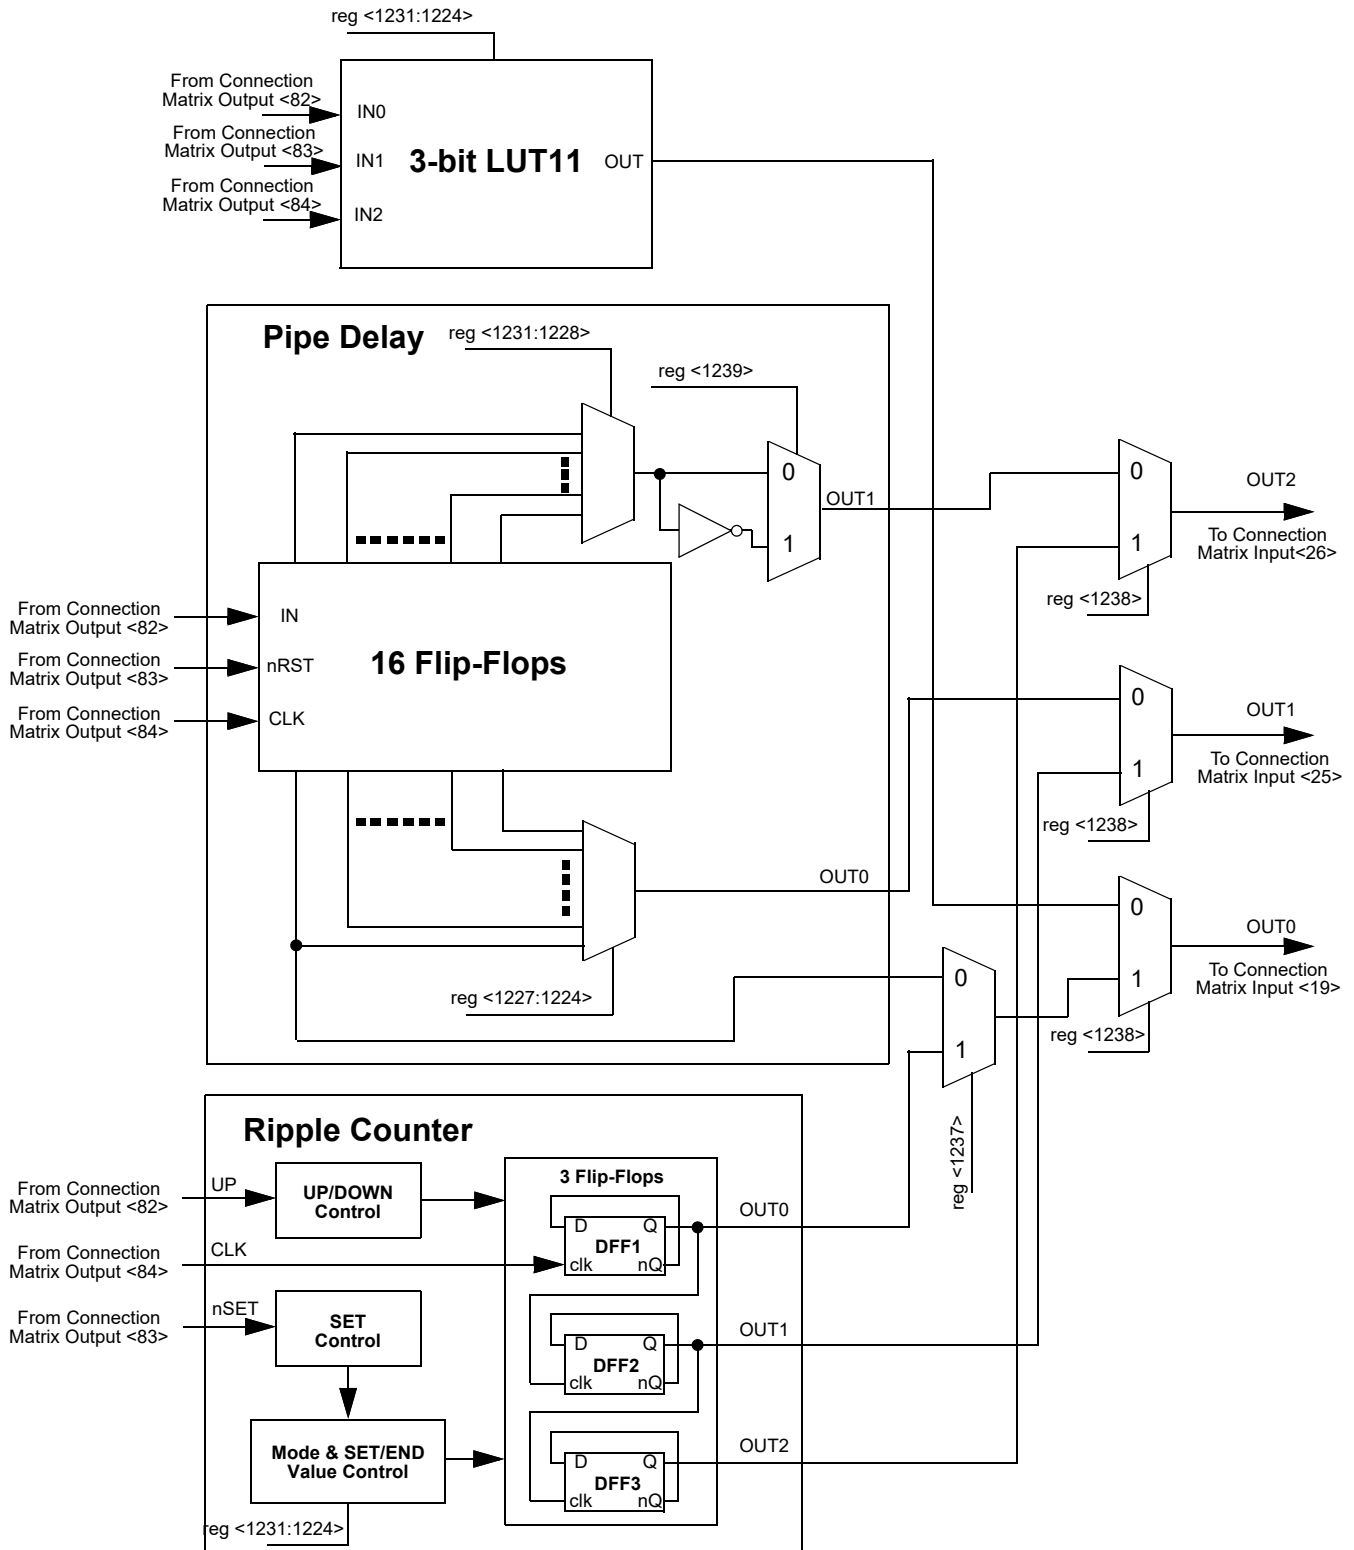 reg <1231:1224>
From Connection
Matrix Output <82>
IN0
From Connection
Matrix Output <83>
IN1
3-bit LUT11
OUT
From Connection
Matrix Output <84>
IN2
Pipe Delay
reg <1231:1228>
reg <1239>
0
1
OUT1
0
1
OUT2
To Connection
Matrix Input<26>
reg <1238>
From Connection
Matrix Output <82>
IN
From Connection
Matrix Output <83>
nRST
16 Flip-Flops
From Connection
Matrix Output <84>
CLK
0
1
OUT1
To Connection
Matrix Input <25>
reg <1238>
OUT0
reg <1227:1224>
0
1
OUT0
To Connection
Matrix Input <19>
reg <1238>
0
1
reg <1237>
Ripple Counter
From Connection
Matrix Output <82>
UP
UP/DOWN
Control
3 Flip-Flops
D
Q
DFF1
clk
nQ
OUT0
From Connection
Matrix Output <84>
CLK
From Connection
Matrix Output <83>
nSET
SET
Control
D
Q
DFF2
clk
nQ
OUT1
Mode & SET/END
Value Control
D
Q
DFF3
clk
nQ
OUT2
reg <1231:1224>